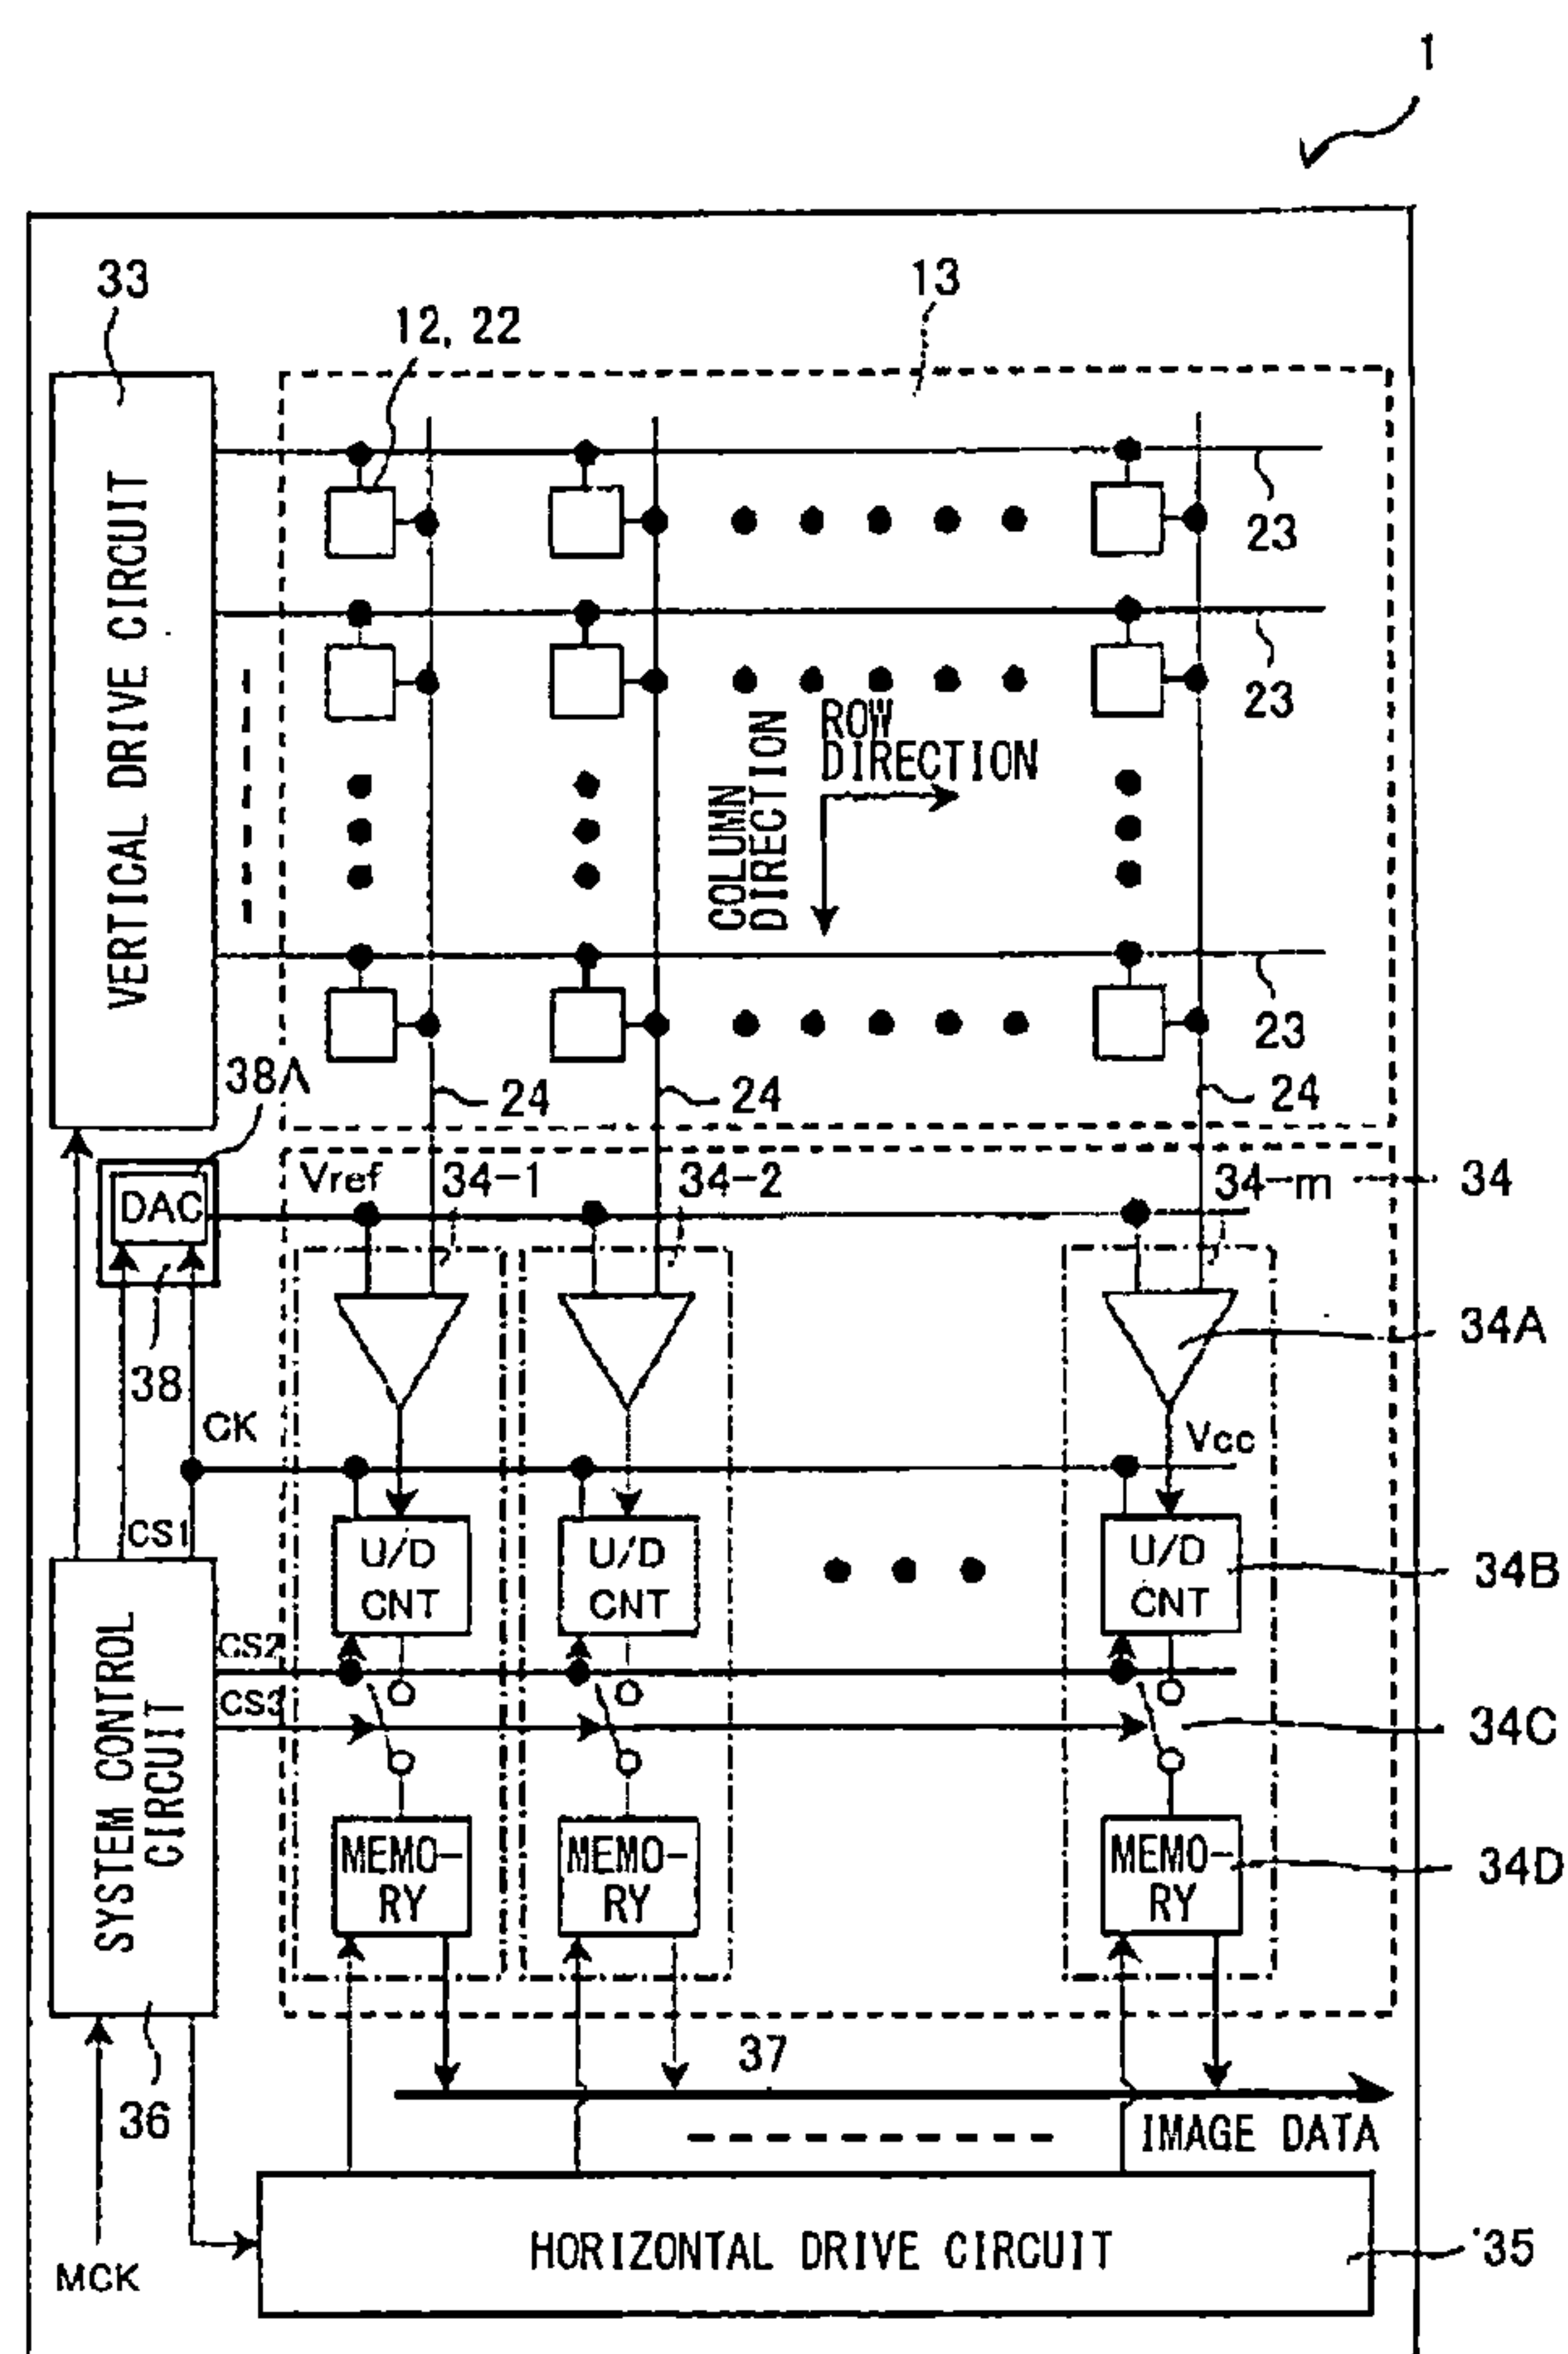 1
33
12, 22
13
VERTICAL DRIVE CIRCUIT
23
23
ROW
DIRECTION
COLUMN
DIRECTION
23
38A
24
24
24
Vref
34-1
34-2
34-m
34
DAC
34A
38
CK
Vcc
CS1
U/D
CNT
U/D
CNT
U/D
CNT
34B
CS2
CS3
34C
SYSTEM CONTROL
CIRCUIT
MEMO-
RY
MEMO-
RY
MEMO-
RY
34D
37
36
IMAGE DATA
HORIZONTAL DRIVE CIRCUIT
35
MCK